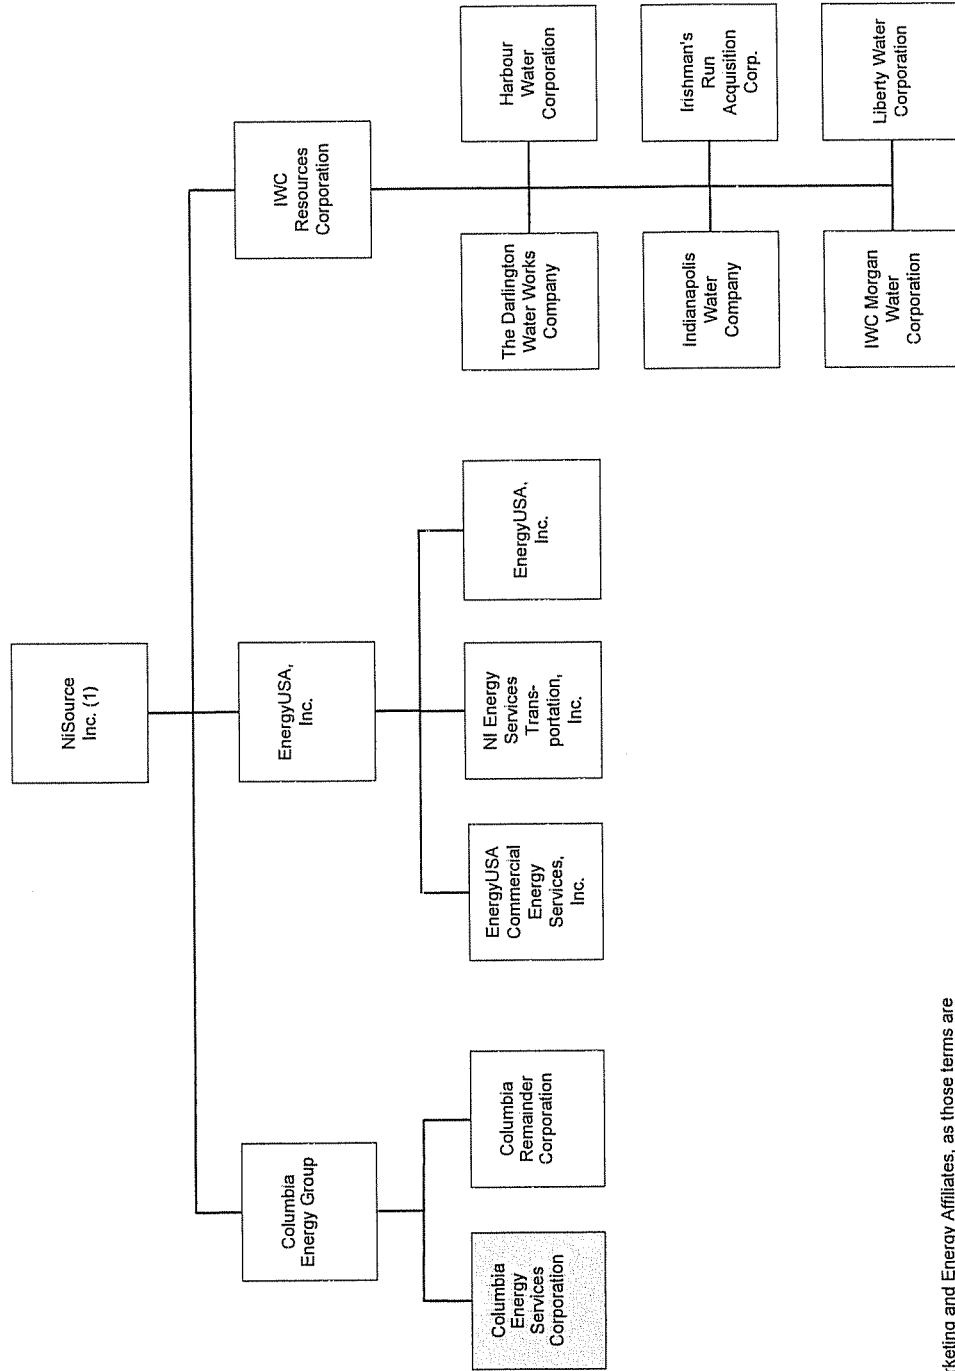 NiSource
Inc. (1)
Columbia
Energy Group
EnergyUSA,
Inc.
IWC
Resources
Corporation
Columbia
Energy
Services
Corporation
Columbia
Remainder
Corporation
EnergyUSA
Commercial
Energy
Services,
Inc.
NI Energy
Services
Trans-
portation,
Inc.
EnergyUSA,
Inc.
The Darlington
Water Works
Company
Harbour
Water
Corporation
Indianapolis
Water
Company
Irishman's
Run
Acquisition
Corp.
IWC Morgan
Water
Corporation
Liberty Water
Corporation
rketing and Energy Affiliates, as those terms are